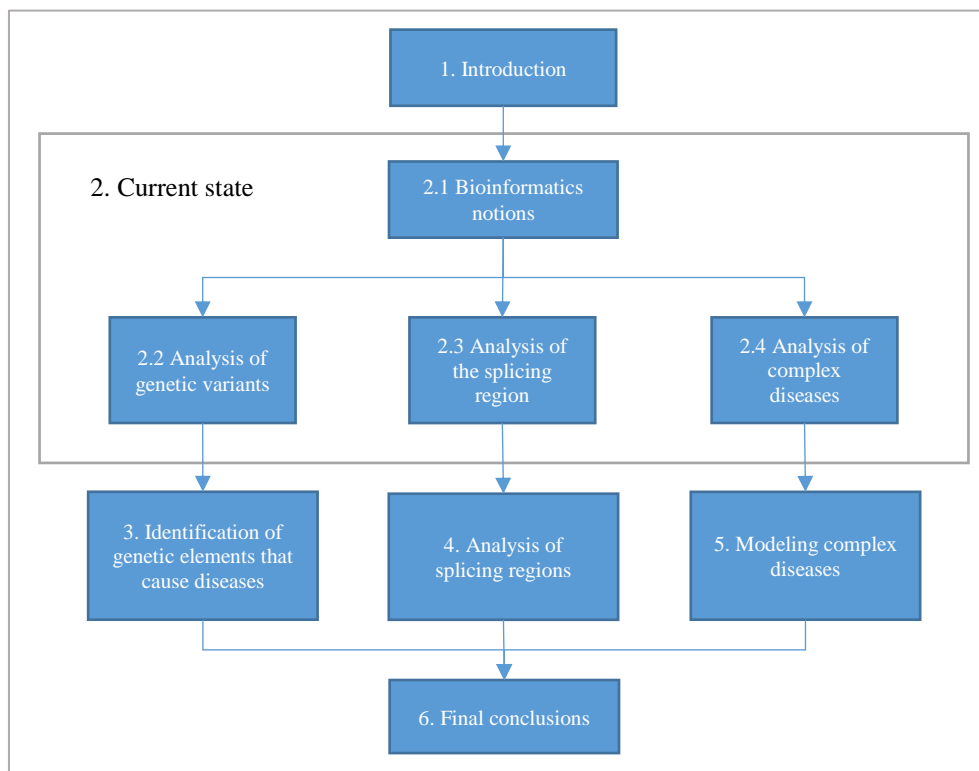 1. Introduction
2. Current state
2.1 Bioinformatics
notions
2.2 Analysis of
genetic variants
2.3 Analysis of
the splicing
region
2.4 Analysis of
complex
diseases
3. Identification of
genetic elements that
cause diseases
4. Analysis of
splicing regions
5. Modeling complex
diseases
6. Final conclusions